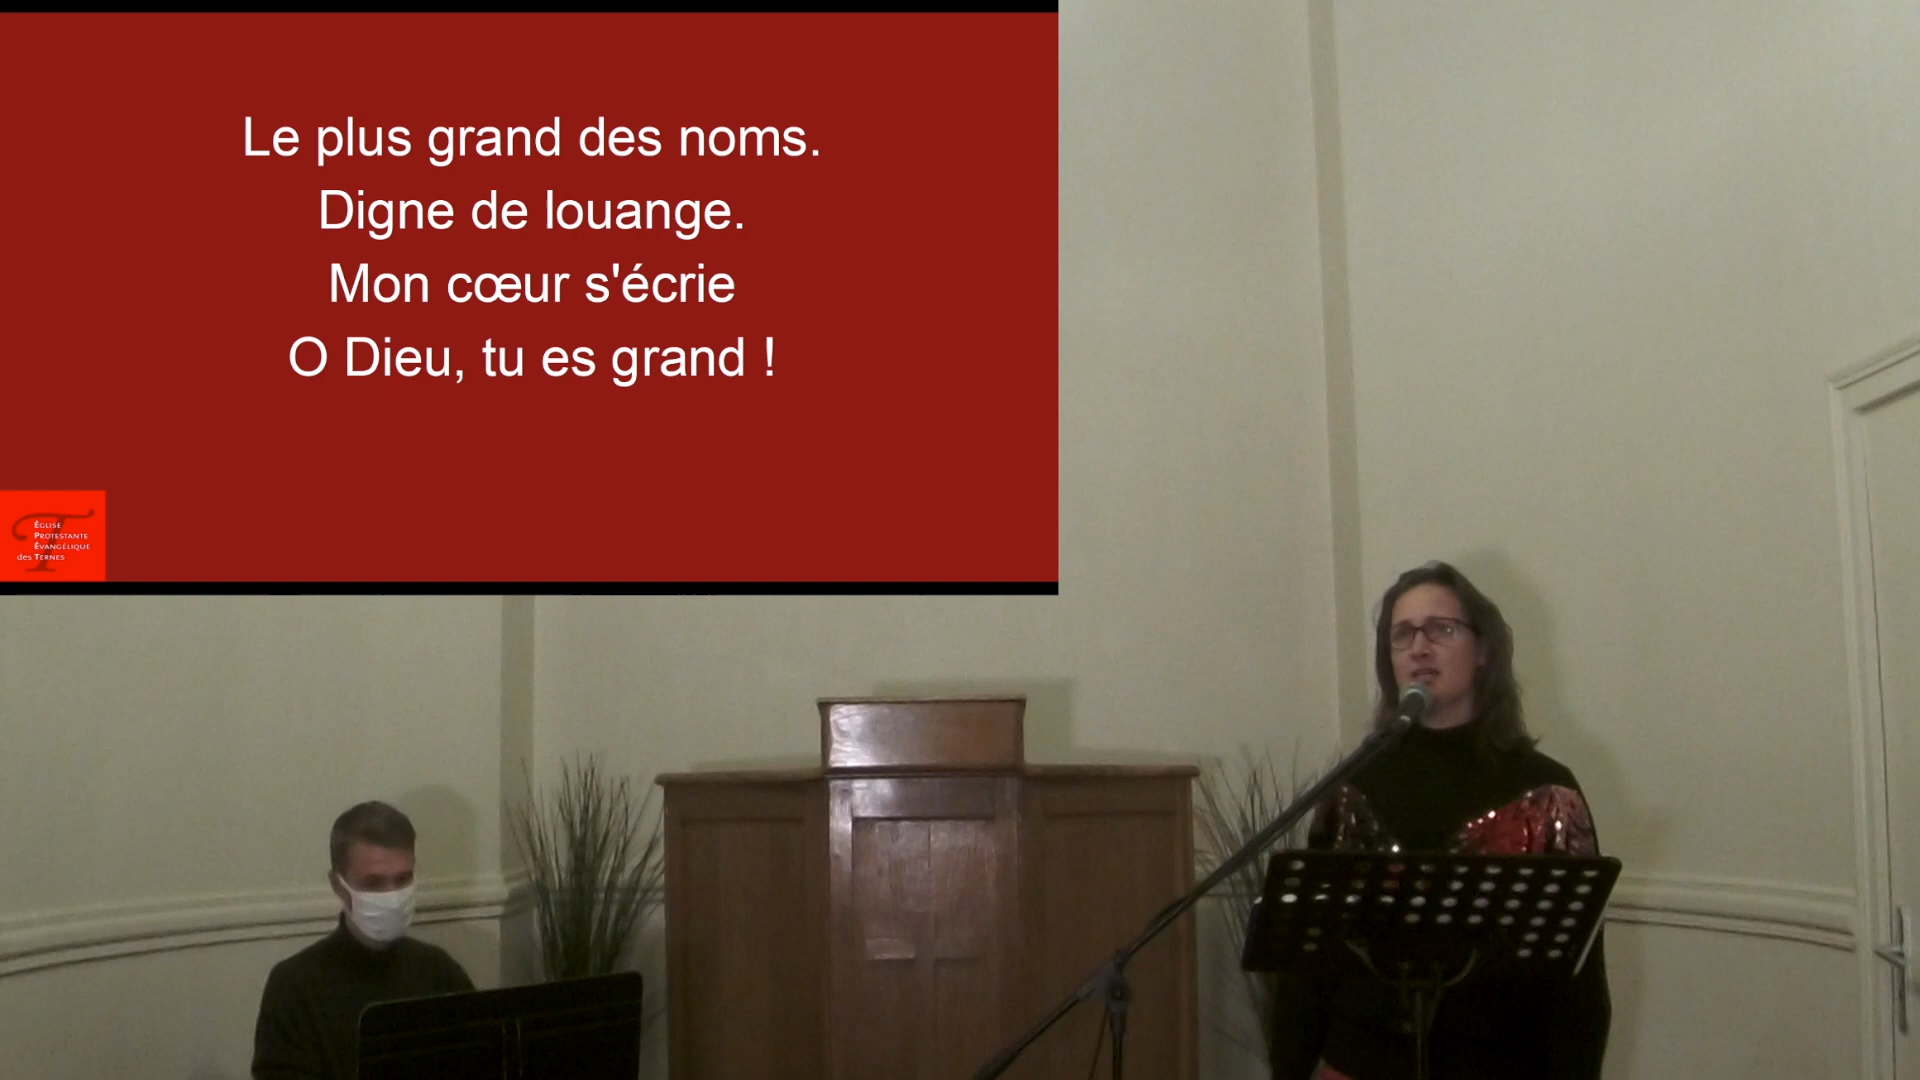 Le plus grand des noms.
Digne de louange.
Mon cœur s'écrie
O Dieu, tu es grand !
ÉGLISE
PROTESTANTE
ÉVANGÉLIQUE
des TERNES